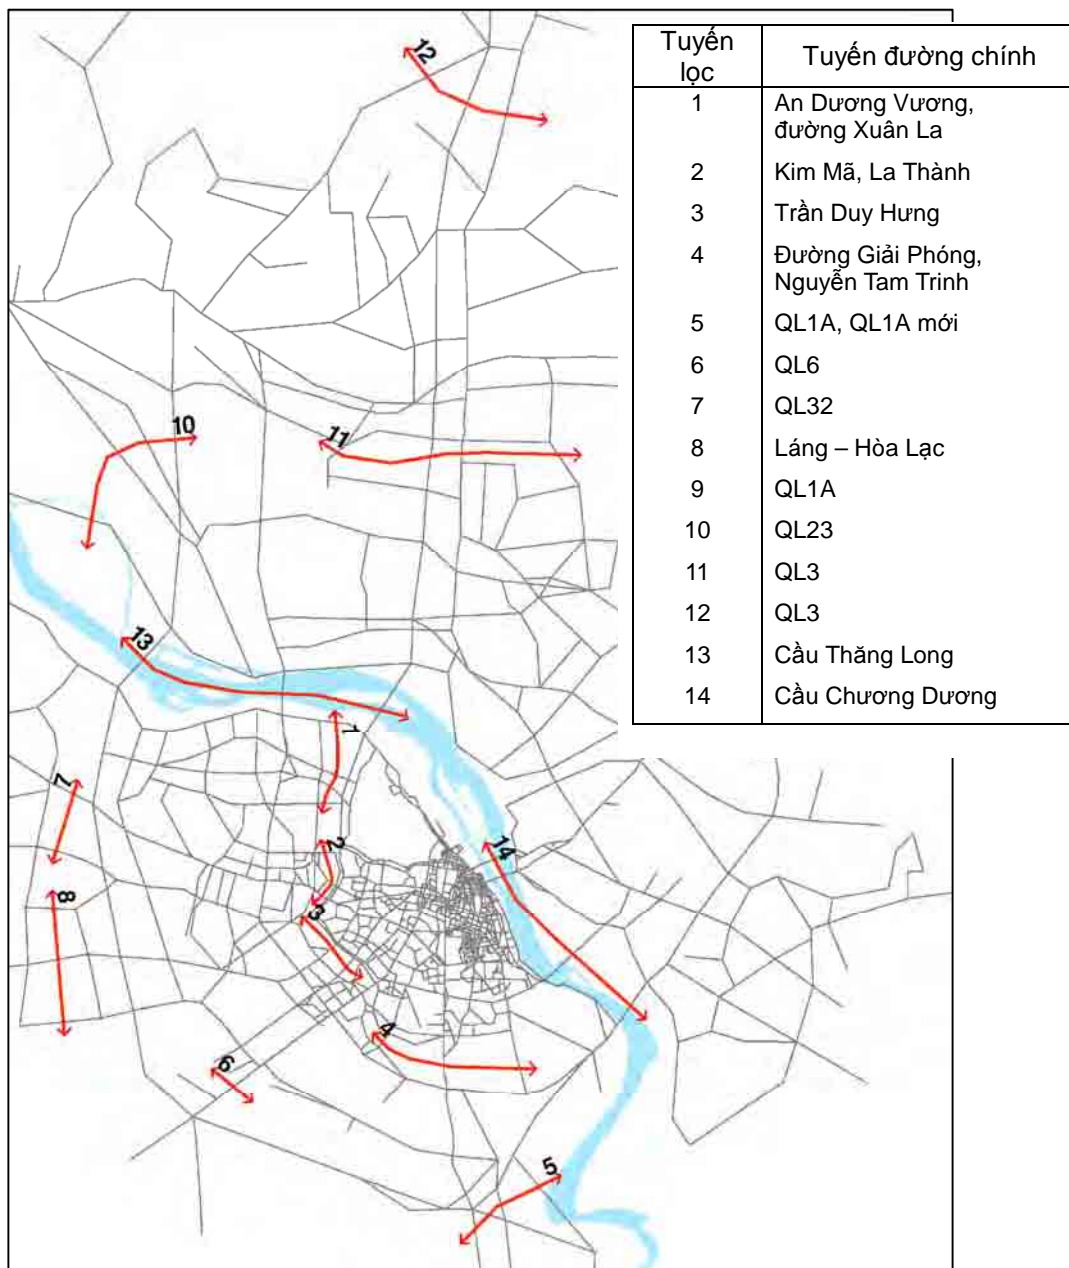 Tuyến lọc
Tuyến đường chính
1
An Dương Vương,
đường Xuân La
2
Kim Mã, La Thành
3
Trần Duy Hưng
4
Đường Giải Phóng,
Nguyễn Tam Trinh
5
QL1A, QL1A mới
6
QL6
7
QL32
8
Láng – Hòa Lạc
9
QL1A
10
QL23
11
QL3
12
QL3
13
Cầu Thăng Long
14
Cầu Chương Dương
12
10
11
13
1
7
2
14
8
3
4
6
5